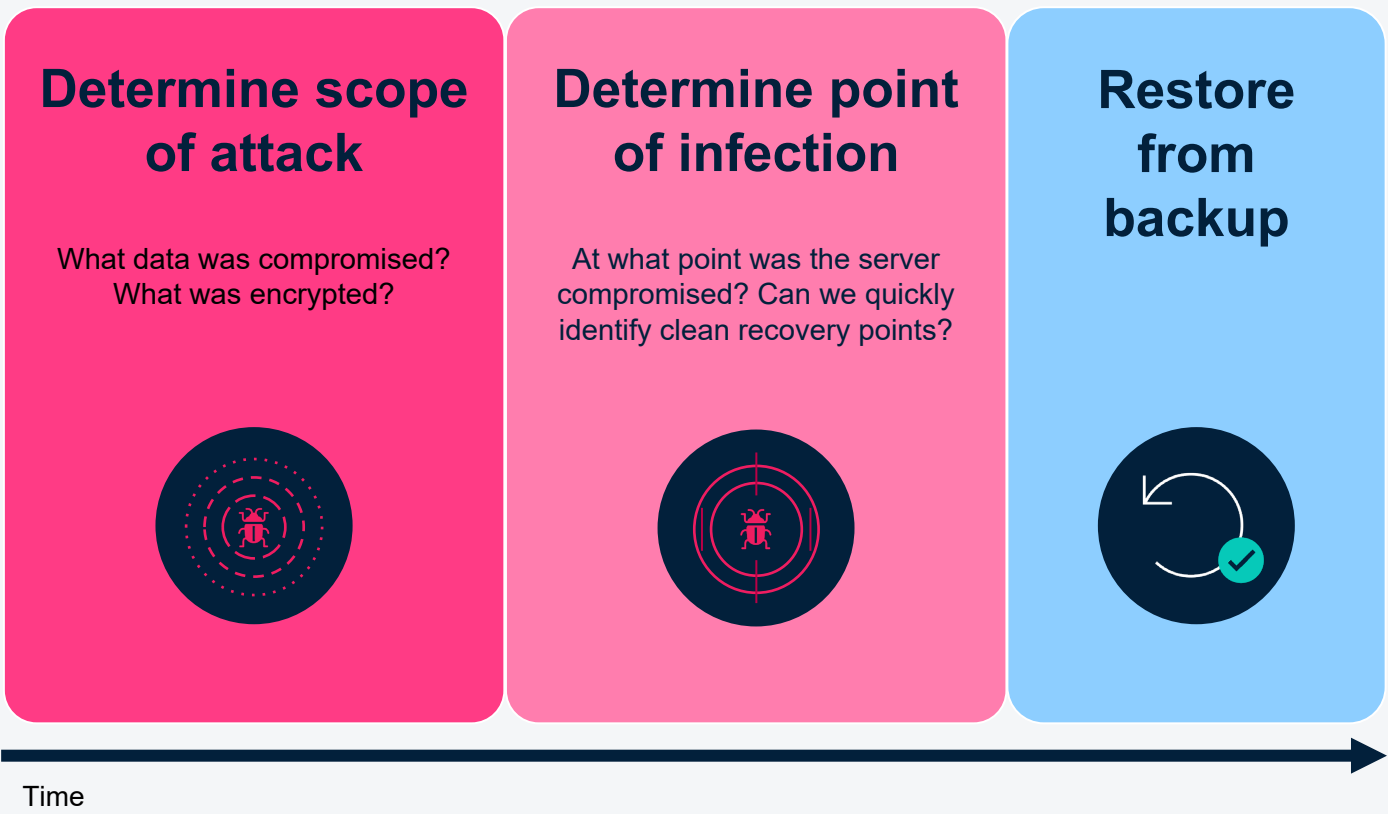 Determine scope
of attack
What data was compromised?
What was encrypted?
Determine point
of infection
At what point was the server
compromised? Can we quickly
identify clean recovery points?
Restore
from
backup
Time